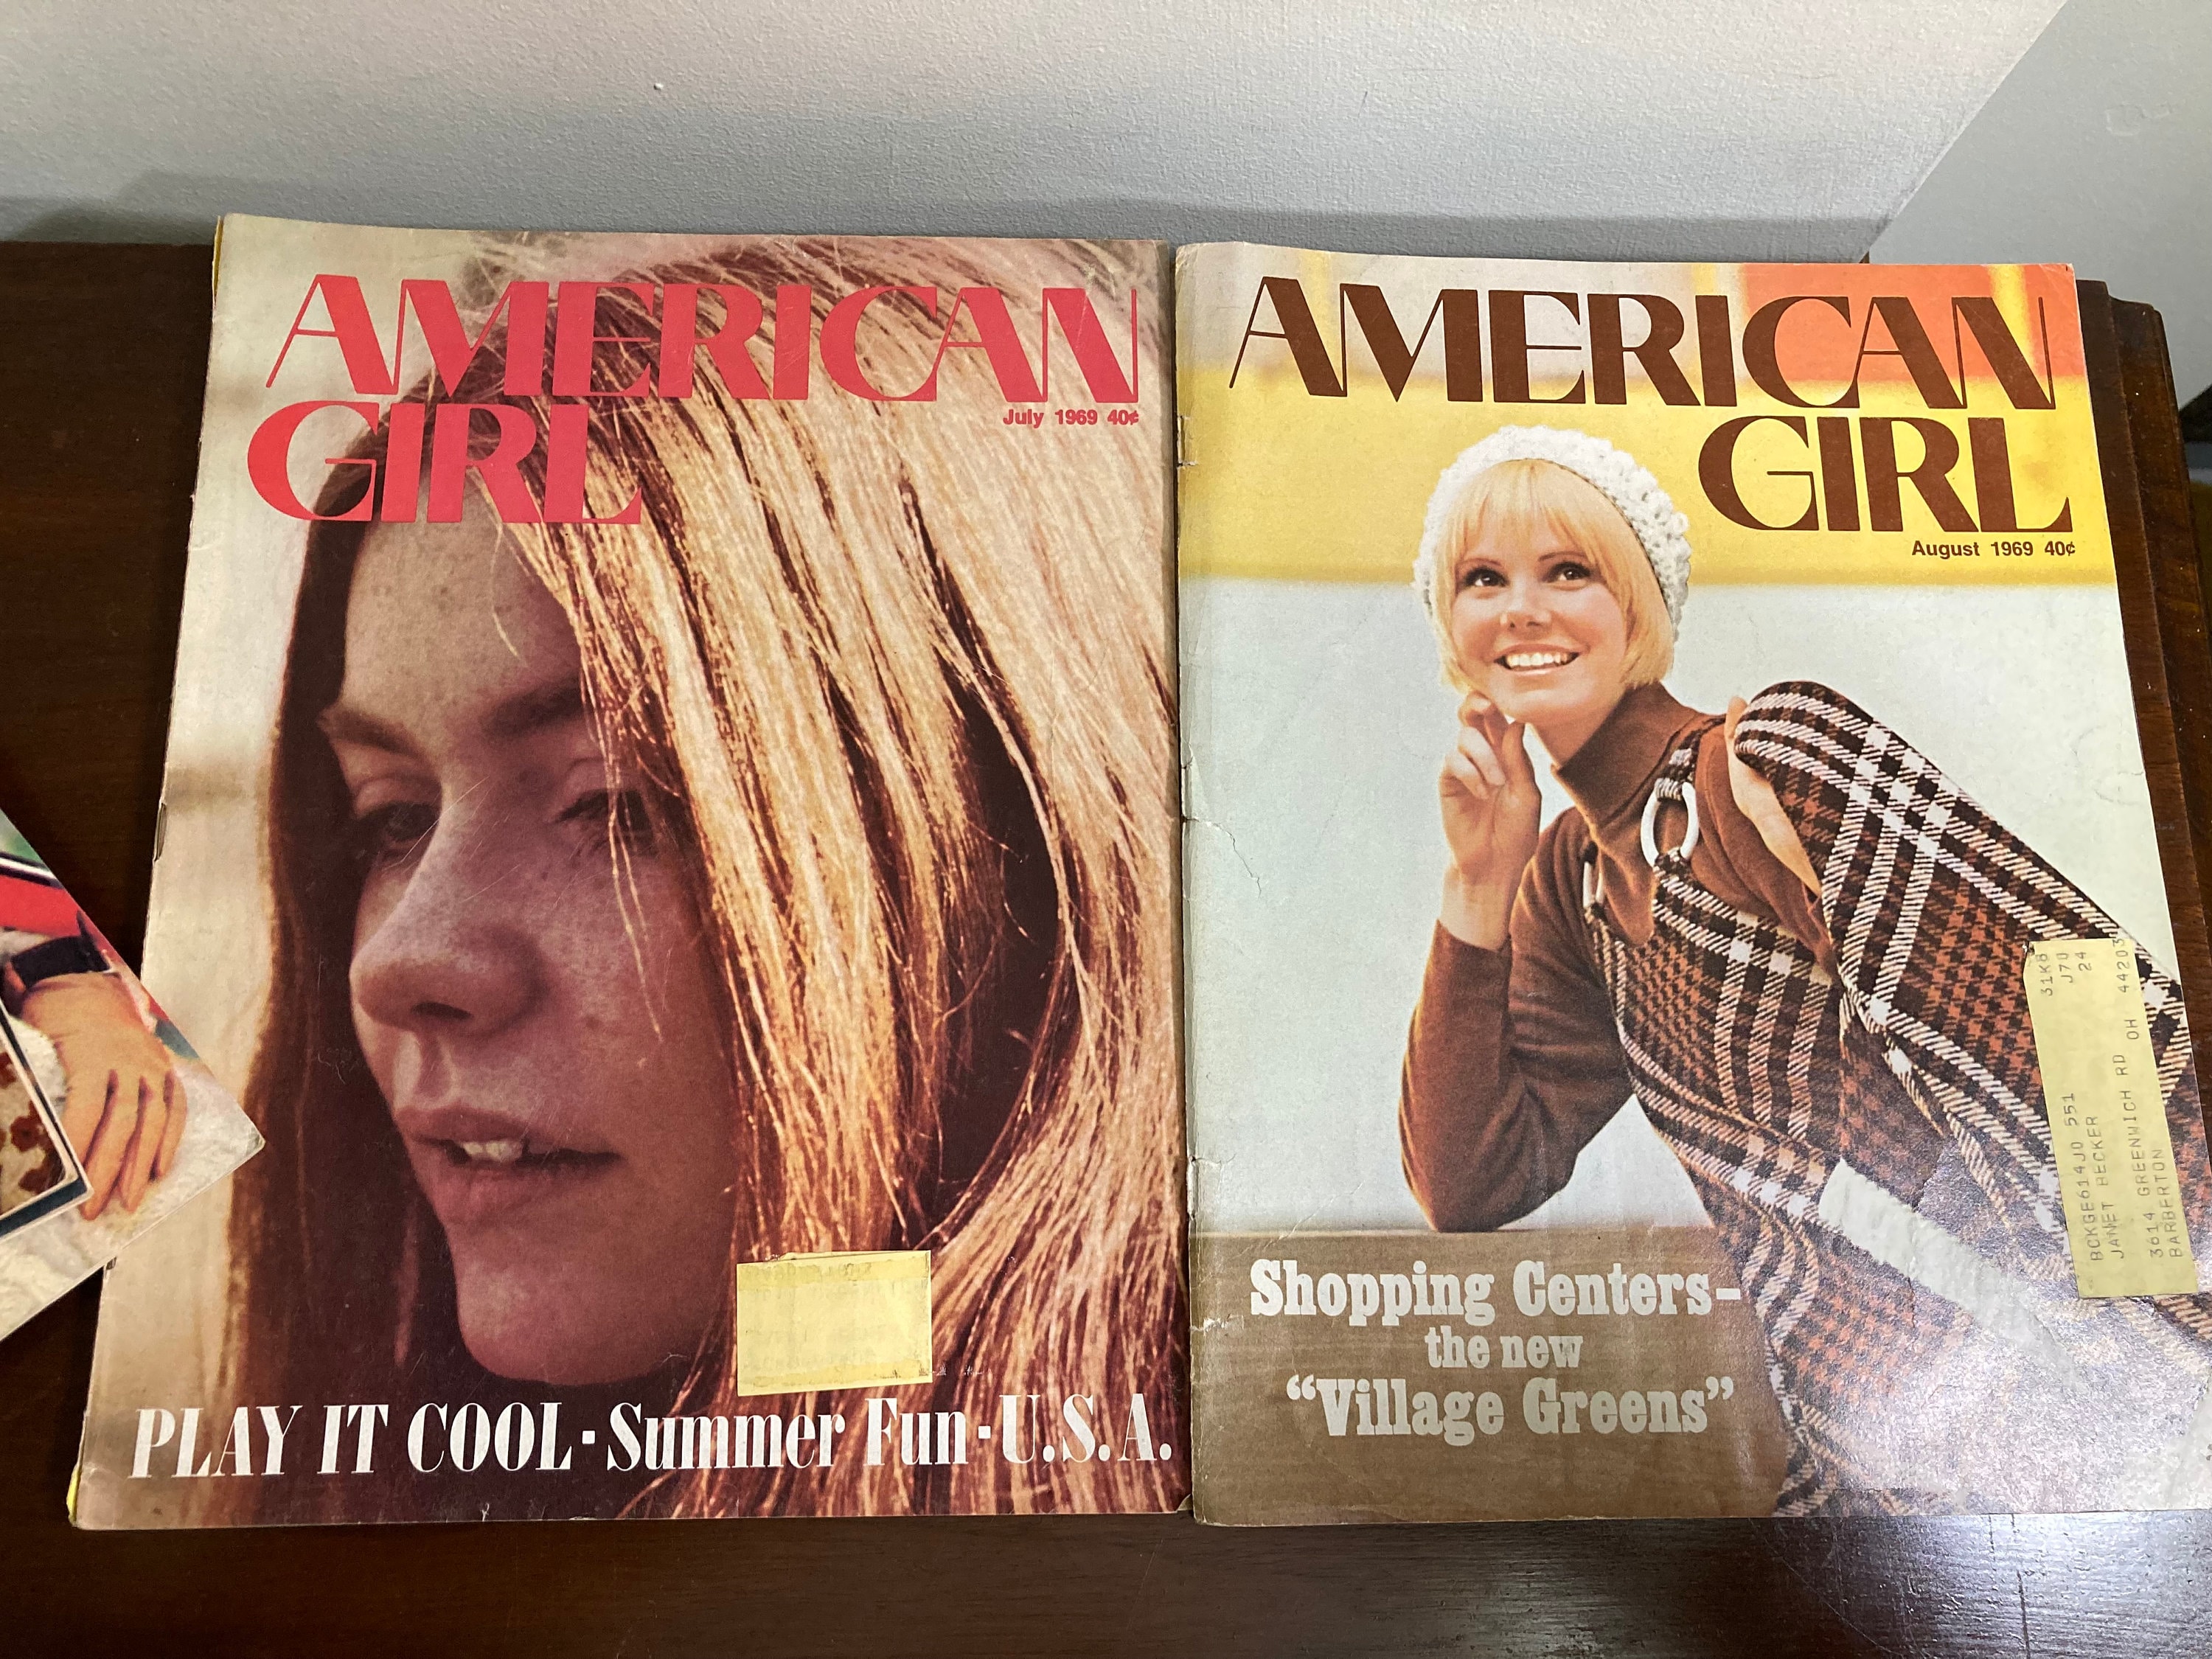 AMERICAN
GIRL
July 1969 40¢
PLAY IT COOL · Summer Fun · U.S.A.
AMERICAN
GIRL
August 1969 40¢
Shopping Centers–
the new
“Village Greens”
31K8
J70
24
BCKGE614J0 551
JANET BECKER
3614 GREENWICH RD
BARBERTON OH 44203